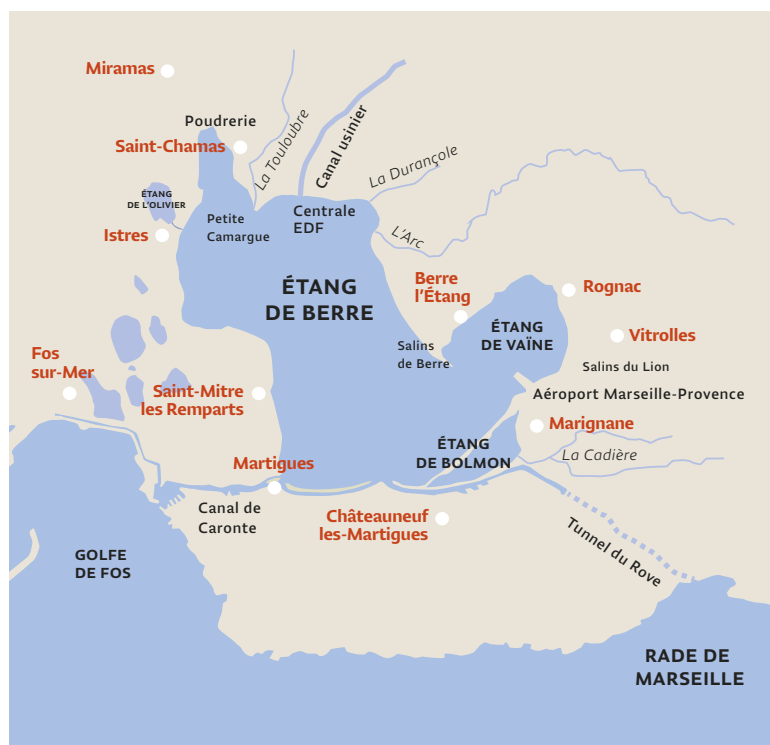 Miramas
Poudrerie
Saint-Chamas
La Touloubre
Canal usinier
La Durançole
ÉTANG
DE L'OLIVIER
Petite
Camargue
Centrale
EDF
L'Arc
Istres
ÉTANG
DE BERRE
Berre
l'Étang
Rognac
ÉTANG
DE VAÏNE
Vitrolles
Salins
de Berre
Fos
sur-Mer
Salins du Lion
Saint-Mitre
les Remparts
Aéroport Marseille-Provence
Marignane
ÉTANG
DE BOLMON
La Cadière
Martigues
Canal de
Caronte
Châteauneuf
les-Martigues
Tunnel du Rove
GOLFE
DE FOS
RADE DE
MARSEILLE